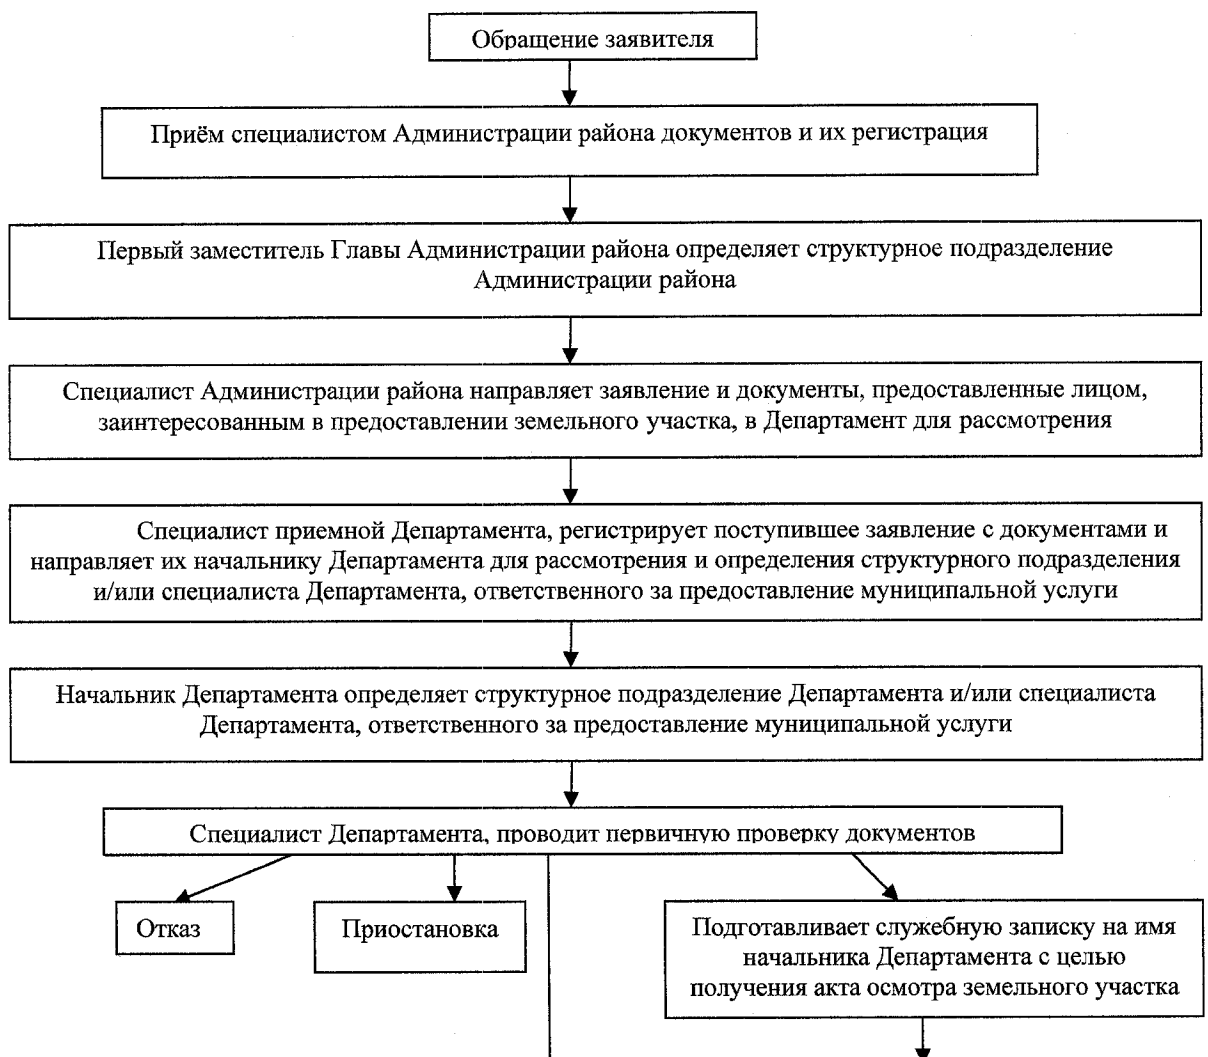 Обращение заявителя
Приём специалистом Администрации района документов и их регистрация
Первый заместитель Главы Администрации района определяет структурное подразделение
Администрации района
Специалист Администрации района направляет заявление и документы, предоставленные лицом,
заинтересованным в предоставлении земельного участка, в Департамент для рассмотрения
Специалист приемной Департамента, регистрирует поступившее заявление с документами и
направляет их начальнику Департамента для рассмотрения и определения структурного подразделения
и/или специалиста Департамента, ответственного за предоставление муниципальной услуги
Начальник Департамента определяет структурное подразделение Департамента и/или специалиста
Департамента, ответственного за предоставление муниципальной услуги
Специалист Департамента, проводит первичную проверку документов
Отказ
Приостановка
Подготавливает служебную записку на имя
начальника Департамента с целью
получения акта осмотра земельного участка